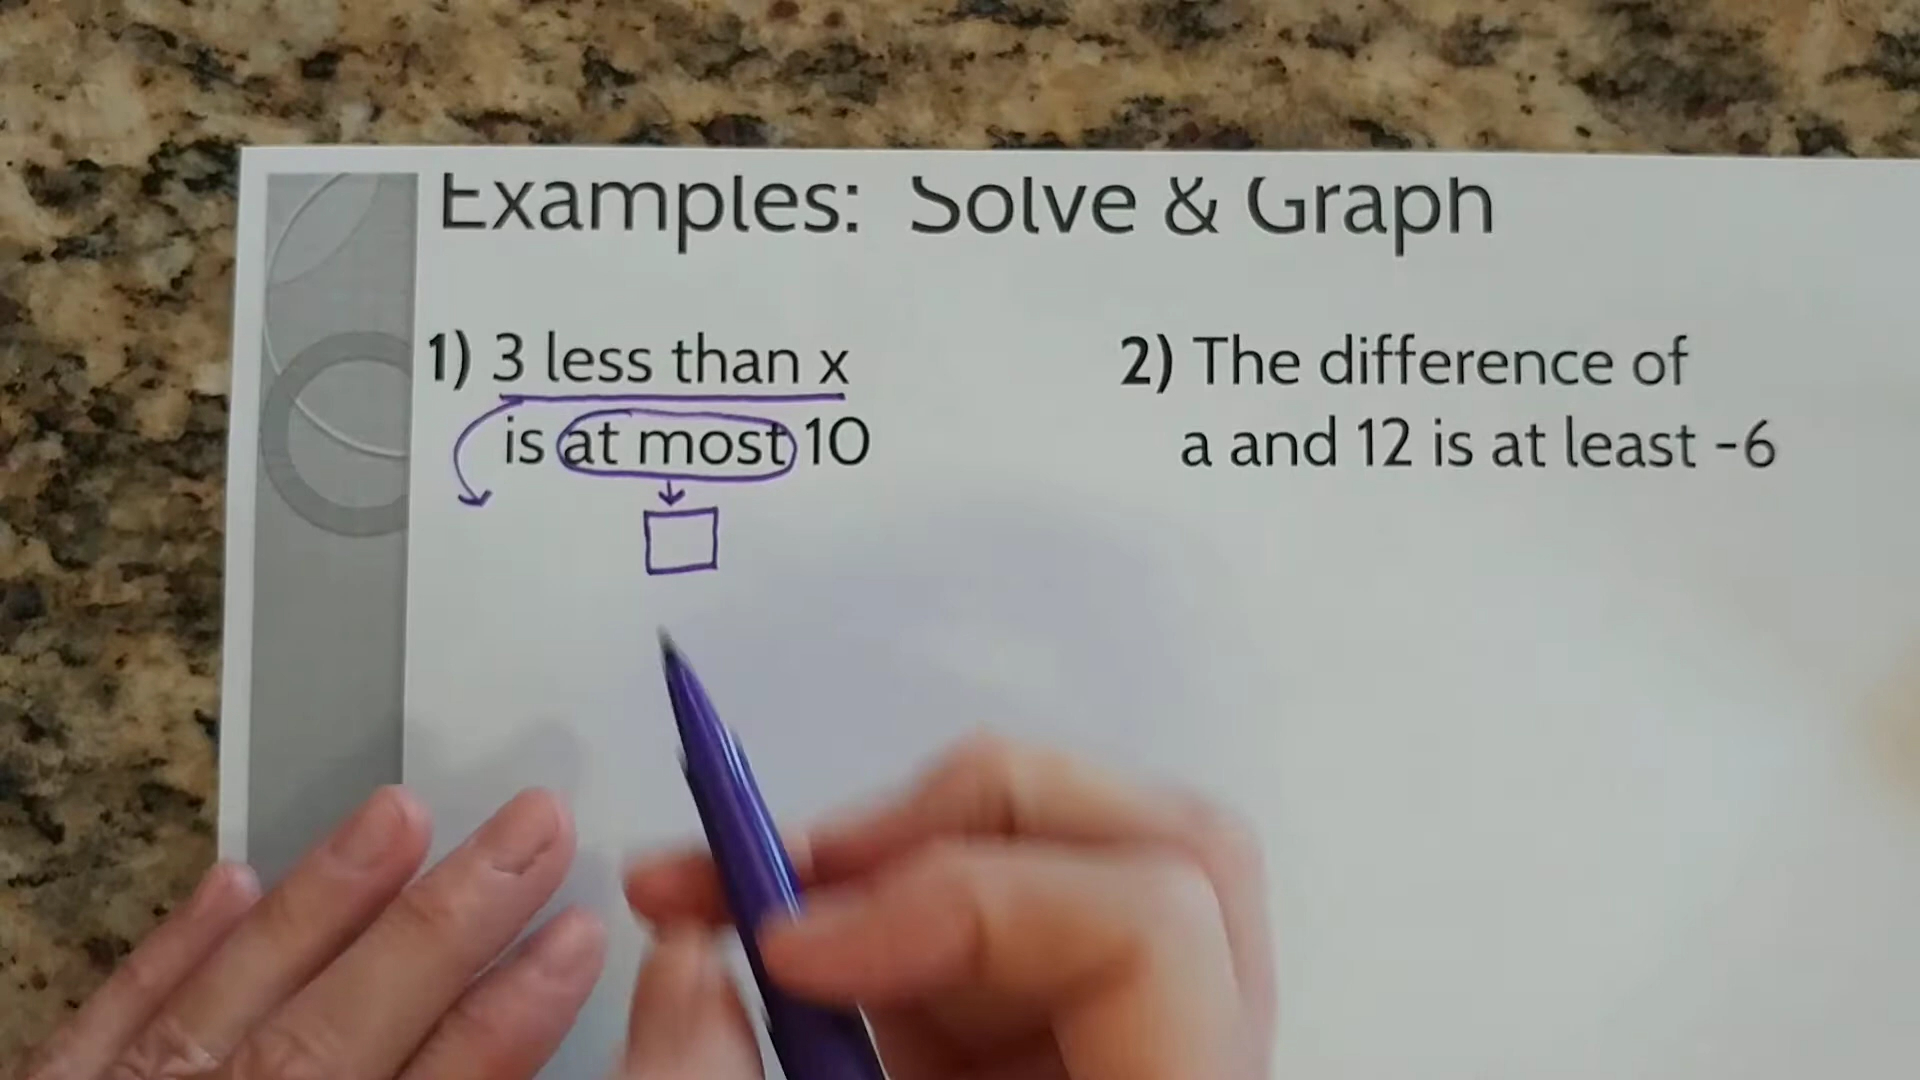 Examples: Solve & Graph
1) 3 less than x
is at most 10
2) The difference of
a and 12 is at least -6